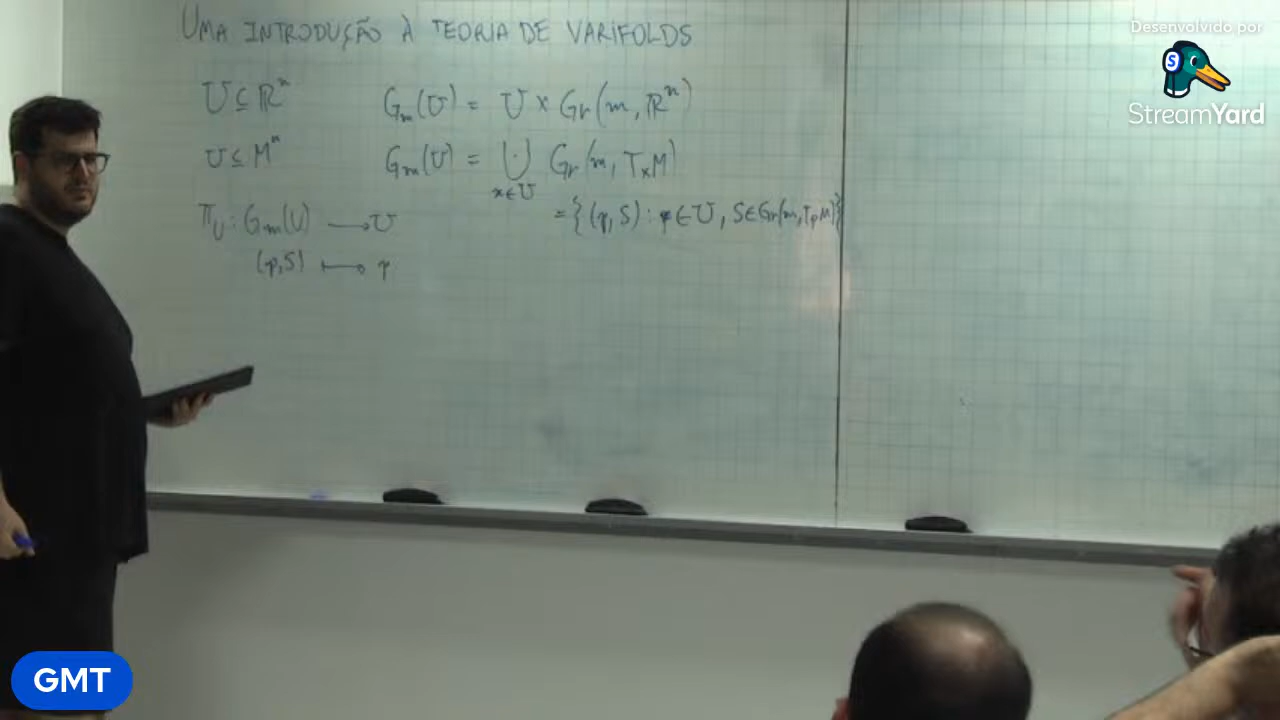 UMA INTRODUÇÃO À TEORIA DE VARIFOLDS
U ⊆ ℝⁿ   Gₘ(U) = U × Gr(m, ℝⁿ)
U ⊆ Mⁿ   Gₘ(U) = ⨃_{x∈U} Gr(m, TₓM)
= {(p, S) : p ∈ U, S ∈ Gr(m, TₚM)}
π_U : Gₘ(U) ⟶ U
(p, S) ⟼ p
Desenvolvido por
S
StreamYard
GMT